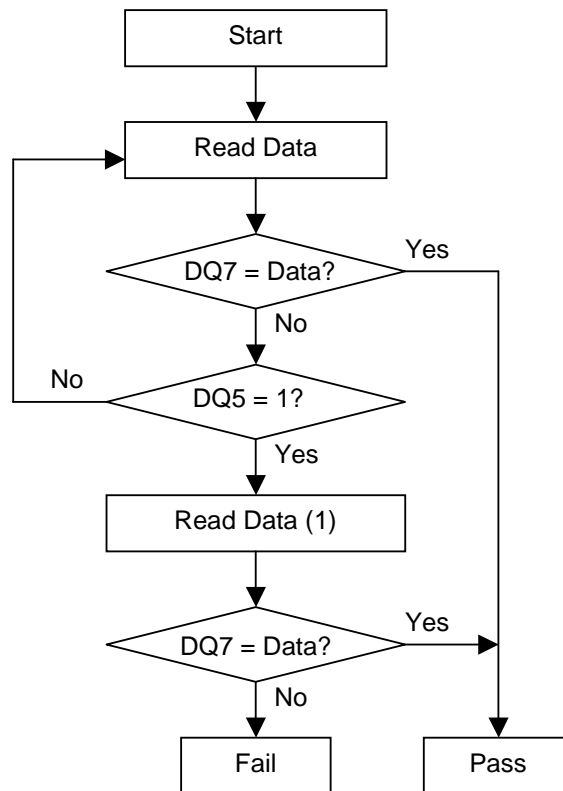 Start
Read Data
DQ7 = Data?
Yes
No
No
DQ5 = 1?
Yes
Read Data (1)
DQ7 = Data?
Yes
No
Fail
Pass